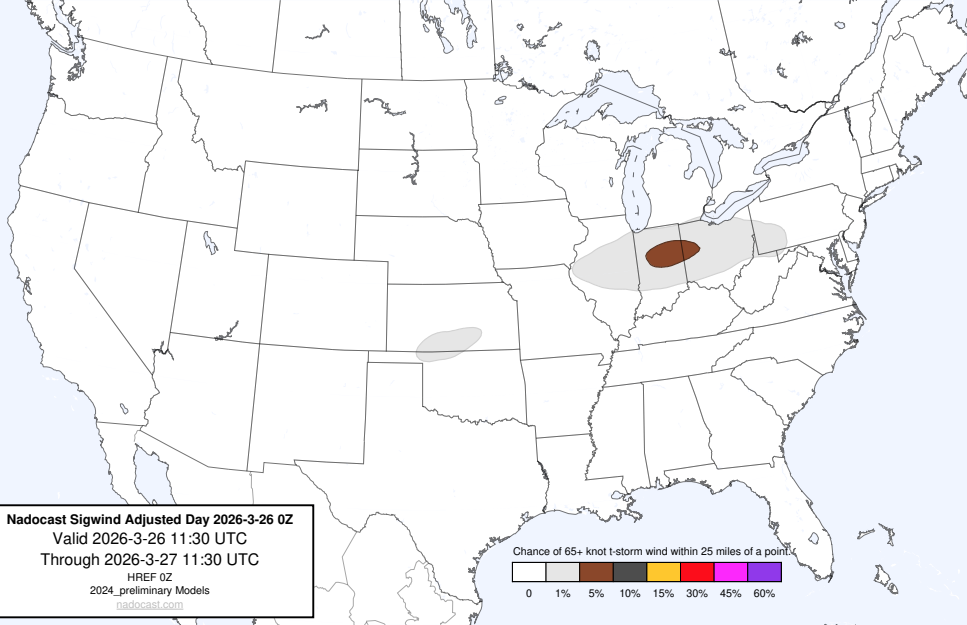 Nadocast Sigwind Adjusted Day 2026-3-26 0Z
Valid 2026-3-26 11:30 UTC
Through 2026-3-27 11:30 UTC
HREF 0Z
2024_preliminary Models
nadocast.com
Chance of 65+ knot t-storm wind within 25 miles of a point.
0 1% 5% 10% 15% 30% 45% 60%